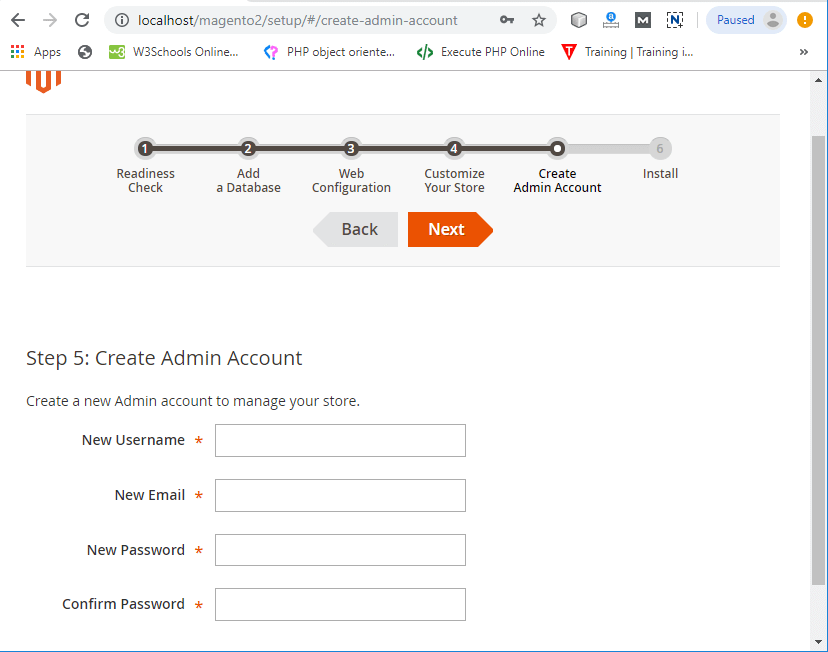 localhost/magento2/setup/#/create-admin-account
Paused
Apps
W3Schools Online...
PHP object oriente...
Execute PHP Online
Training | Training i...
»
1 2 3 4 6
Readiness Check
Add a Database
Web Configuration
Customize Your Store
Create Admin Account
Install
Back
Next
Step 5: Create Admin Account
Create a new Admin account to manage your store.
New Username *
New Email *
New Password *
Confirm Password *